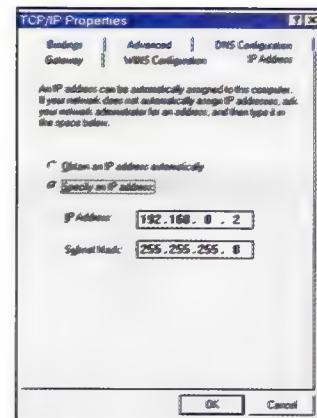 TCP/IP Properties
Bindings Advanced DNS Configuration
Gateway WINS Configuration IP Address
An IP address can be automatically assigned to this computer.
If your network does not automatically assign IP addresses, ask
your network administrator for an address, and then type it in
the space below.
Obtain an IP address automatically
Specify an IP address:
IP Address: 192.168. 0 . 2
Subnet Mask: 255.255.255. 0
OK Cancel